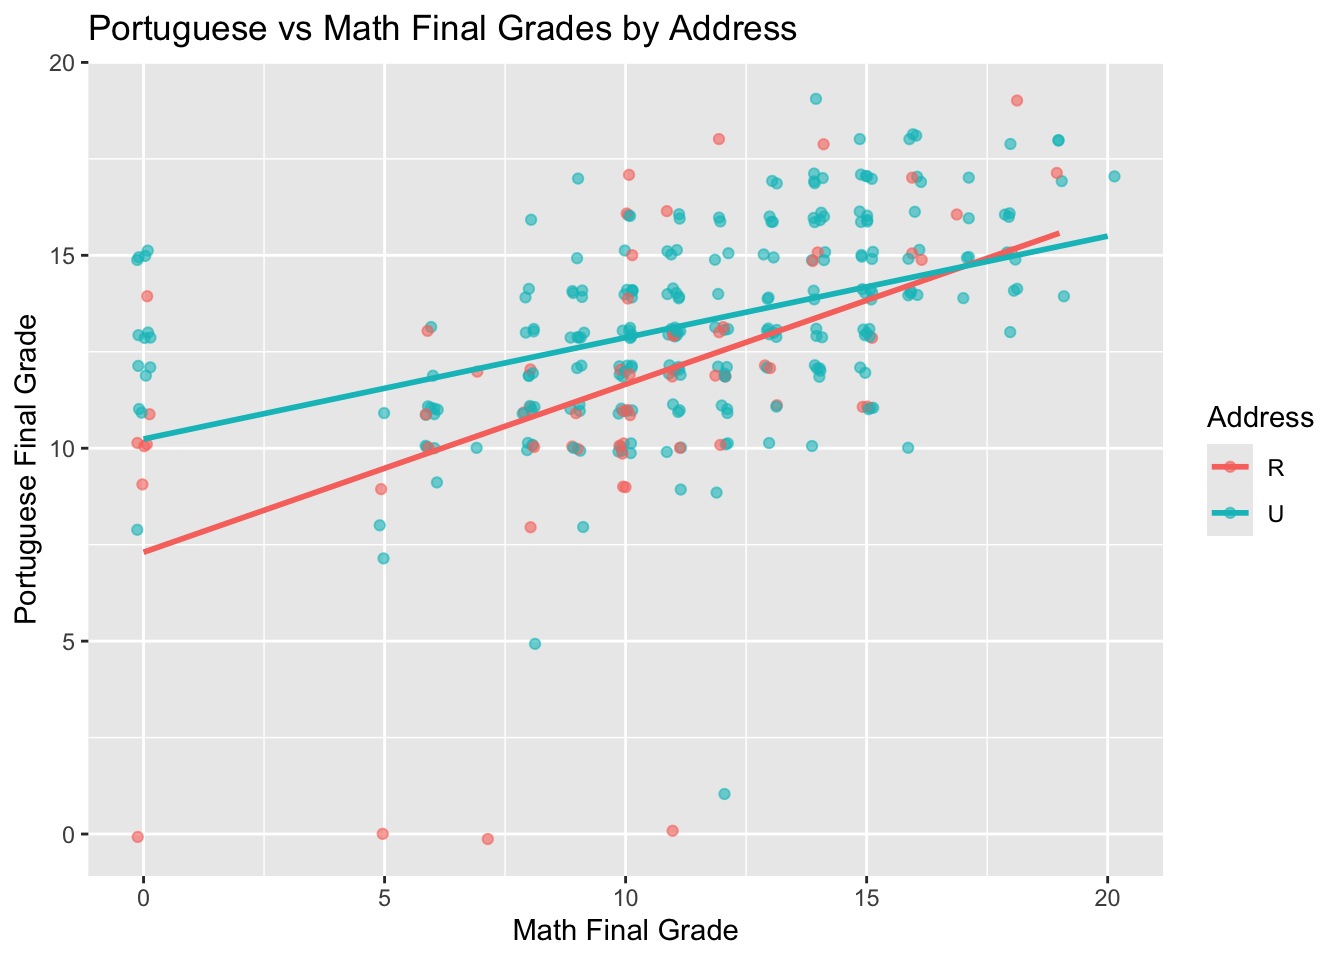 Portuguese vs Math Final Grades by Address
20
15
10
5
0
Portuguese Final Grade
0 5 10 15 20
Math Final Grade
Address
R
U